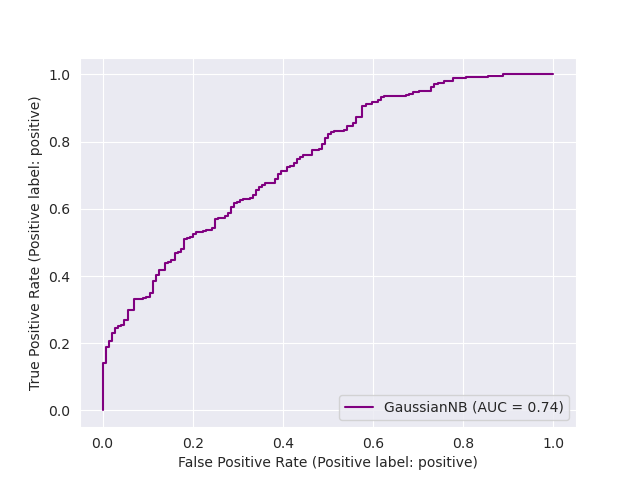 1.0
0.8
0.6
0.4
0.2
0.0
True Positive Rate (Positive label: positive)
GaussianNB (AUC = 0.74)
0.0 0.2 0.4 0.6 0.8 1.0
False Positive Rate (Positive label: positive)